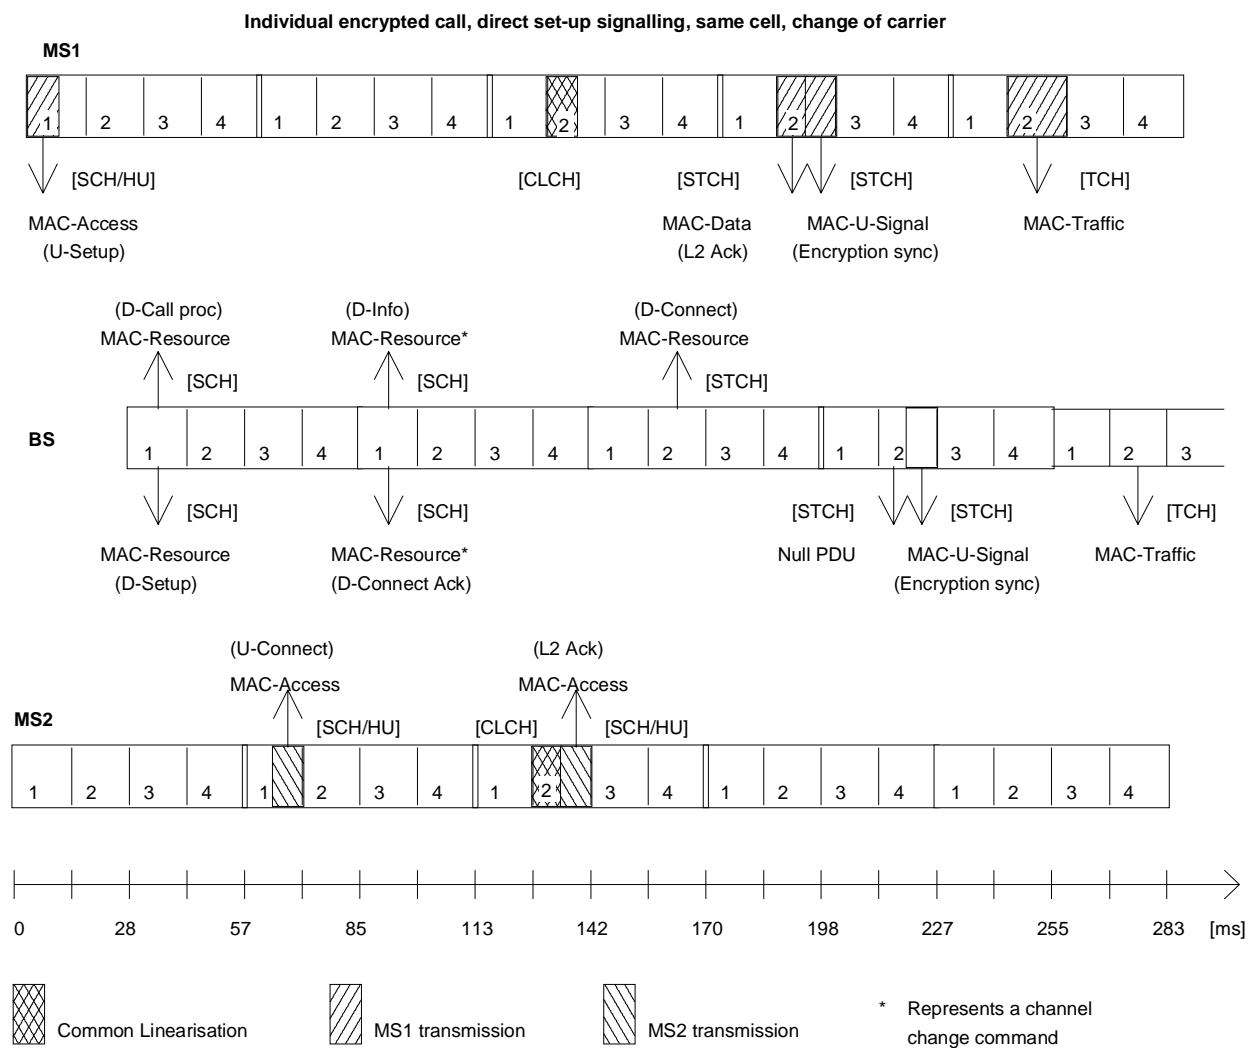 Individual encrypted call, direct set-up signalling, same cell, change of carrier
MS1
1 2 3 4 1 2 3 4 1 2 3 4 1 2 3 4 1 2 3 4
[SCH/HU] [CLCH] [STCH] [STCH] [TCH]
MAC-Access MAC-Data MAC-U-Signal MAC-Traffic
(U-Setup) (L2 Ack) (Encryption sync)
(D-Call proc) (D-Info) (D-Connect)
MAC-Resource MAC-Resource* MAC-Resource
[SCH] [SCH] [STCH]
BS
1 2 3 4 1 2 3 4 1 2 3 4 1 2 3 4 1 2 3
[SCH] [SCH] [STCH] [STCH] [TCH]
MAC-Resource MAC-Resource* Null PDU MAC-U-Signal MAC-Traffic
(D-Setup) (D-Connect Ack) (Encryption sync)
(U-Connect) (L2 Ack)
MAC-Access MAC-Access
MS2 [SCH/HU] [CLCH] [SCH/HU]
1 2 3 4 1 2 3 4 1 2 3 4 1 2 3 4 1 2 3 4
0 28 57 85 113 142 170 198 227 255 283 [ms]
Common Linearisation MS1 transmission MS2 transmission * Represents a channel
change command